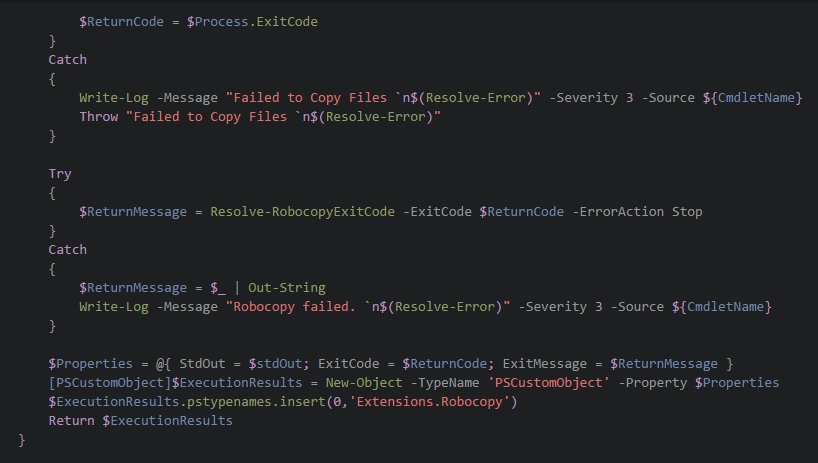 $ReturnCode = $Process.ExitCode
}
Catch
{
Write-Log -Message "Failed to Copy Files `n$(Resolve-Error)" -Severity 3 -Source ${CmdletName}
Throw "Failed to Copy Files `n$(Resolve-Error)"
}
Try
{
$ReturnMessage = Resolve-RobocopyExitCode -ExitCode $ReturnCode -ErrorAction Stop
}
Catch
{
$ReturnMessage = $_ | Out-String
Write-Log -Message "Robocopy failed. `n$(Resolve-Error)" -Severity 3 -Source ${CmdletName}
}
$Properties = @{ StdOut = $stdOut; ExitCode = $ReturnCode; ExitMessage = $ReturnMessage }
[PSCustomObject]$ExecutionResults = New-Object -TypeName 'PSCustomObject' -Property $Properties
$ExecutionResults.pstypenames.insert(0,'Extensions.Robocopy')
Return $ExecutionResults
}